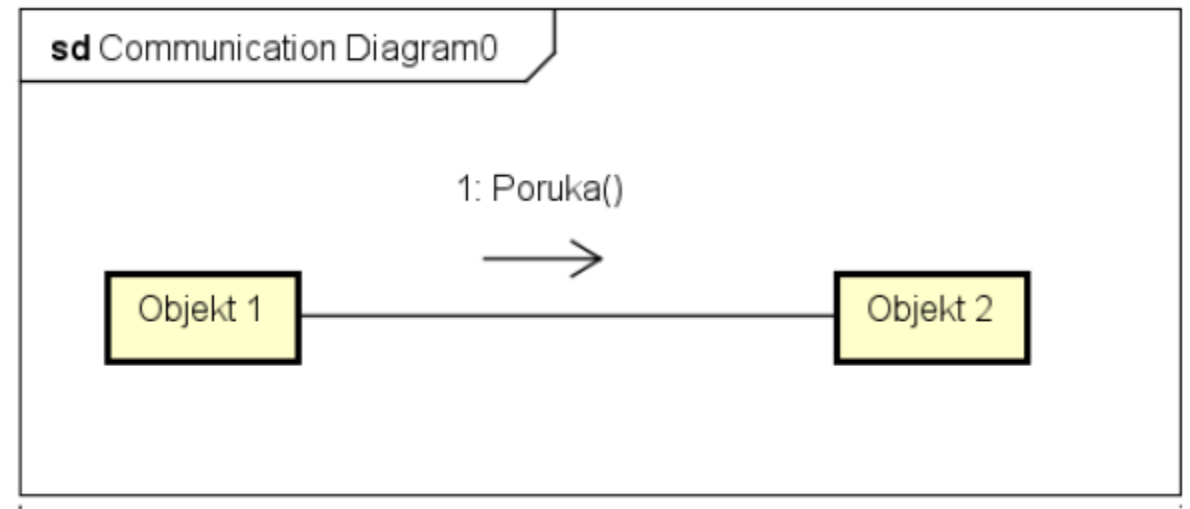 sd Communication Diagram0
1: Poruka()
Objekt 1
Objekt 2